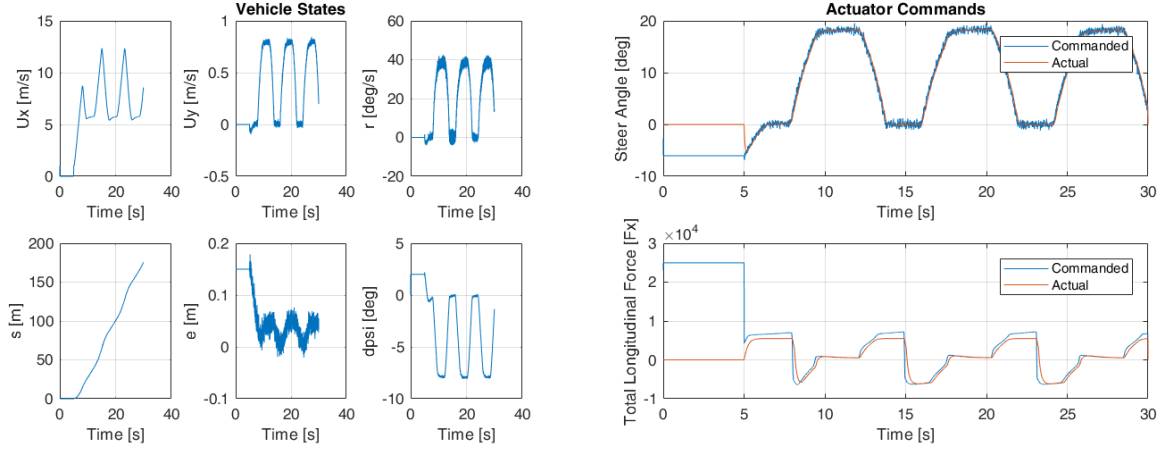 Vehicle States
Actuator Commands
15
10
5
0
Ux [m/s]
0 20 40
Time [s]
1
0.5
0
-0.5
Uy [m/s]
0 20 40
Time [s]
60
40
20
0
-20
r [deg/s]
0 20 40
Time [s]
20
10
0
-10
Steer Angle [deg]
Commanded
Actual
0 5 10 15 20 25 30
Time [s]
200
150
100
50
0
s [m]
0 20 40
Time [s]
0.2
0.1
0
-0.1
e [m]
0 20 40
Time [s]
5
0
-5
-10
dpsi [deg]
0 20 40
Time [s]
×10⁴
3
2
1
0
-1
Total Longitudinal Force [Fx]
Commanded
Actual
0 5 10 15 20 25 30
Time [s]